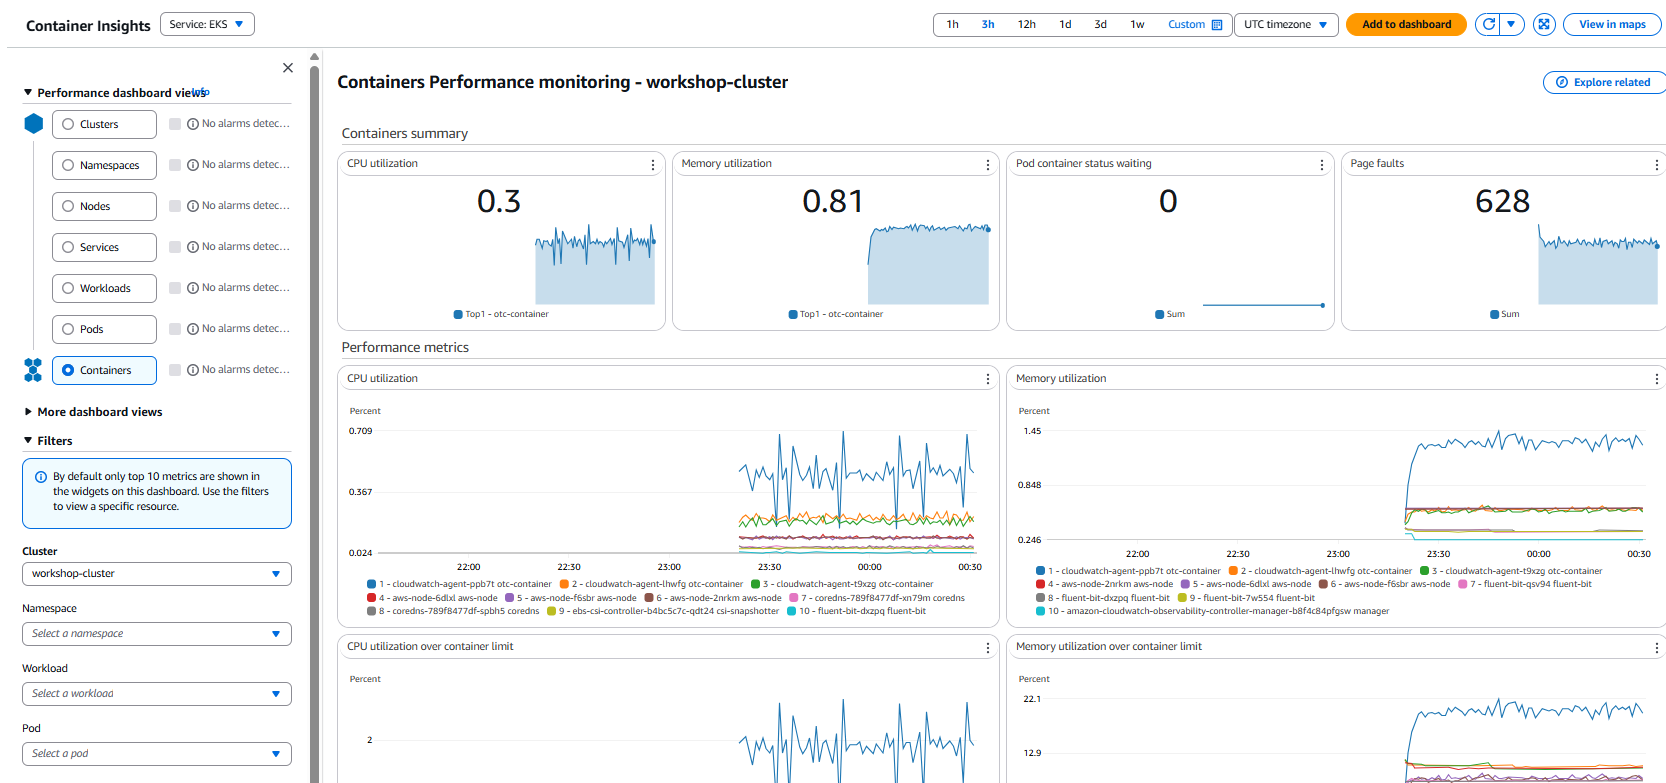 Container Insights
Service: EKS
1h 3h 12h 1d 3d 1w Custom
UTC timezone
Add to dashboard
View in maps
Performance dashboard views
Info
Clusters
No alarms detec...
Namespaces
No alarms detec...
Nodes
No alarms detec...
Services
No alarms detec...
Workloads
No alarms detec...
Pods
No alarms detec...
Containers
No alarms detec...
More dashboard views
Filters
By default only top 10 metrics are shown in
the widgets on this dashboard. Use the filters
to view a specific resource.
Cluster
workshop-cluster
Namespace
Select a namespace
Workload
Select a workload
Pod
Select a pod
Containers Performance monitoring - workshop-cluster
Explore related
Containers summary
CPU utilization
0.3
Top1 - otc-container
Memory utilization
0.81
Top1 - otc-container
Pod container status waiting
0
Sum
Page faults
628
Sum
Performance metrics
CPU utilization
Percent
0.709
0.367
0.024
22:00 22:30 23:00 23:30 00:00 00:30
1 - cloudwatch-agent-ppb7t otc-container 2 - cloudwatch-agent-lhwfg otc-container 3 - cloudwatch-agent-t9xzg otc-container
4 - aws-node-6dlxl aws-node 5 - aws-node-f6sbr aws-node 6 - aws-node-2nrkm aws-node 7 - coredns-789f8477df-xn79m coredns
8 - coredns-789f8477df-spbh5 coredns 9 - ebs-csi-controller-b4bc5c7c-qdt24 csi-snapshotter 10 - fluent-bit-dxzpq fluent-bit
Memory utilization
Percent
1.45
0.848
0.246
22:00 22:30 23:00 23:30 00:00 00:30
1 - cloudwatch-agent-ppb7t otc-container 2 - cloudwatch-agent-lhwfg otc-container 3 - cloudwatch-agent-t9xzg otc-container
4 - aws-node-2nrkm aws-node 5 - aws-node-6dlxl aws-node 6 - aws-node-f6sbr aws-node 7 - fluent-bit-qsv94 fluent-bit
8 - fluent-bit-dxzpq fluent-bit 9 - fluent-bit-7w554 fluent-bit
10 - amazon-cloudwatch-observability-controller-manager-b8f4c84pfgsw manager
CPU utilization over container limit
Percent
2
Memory utilization over container limit
Percent
22.1
12.9